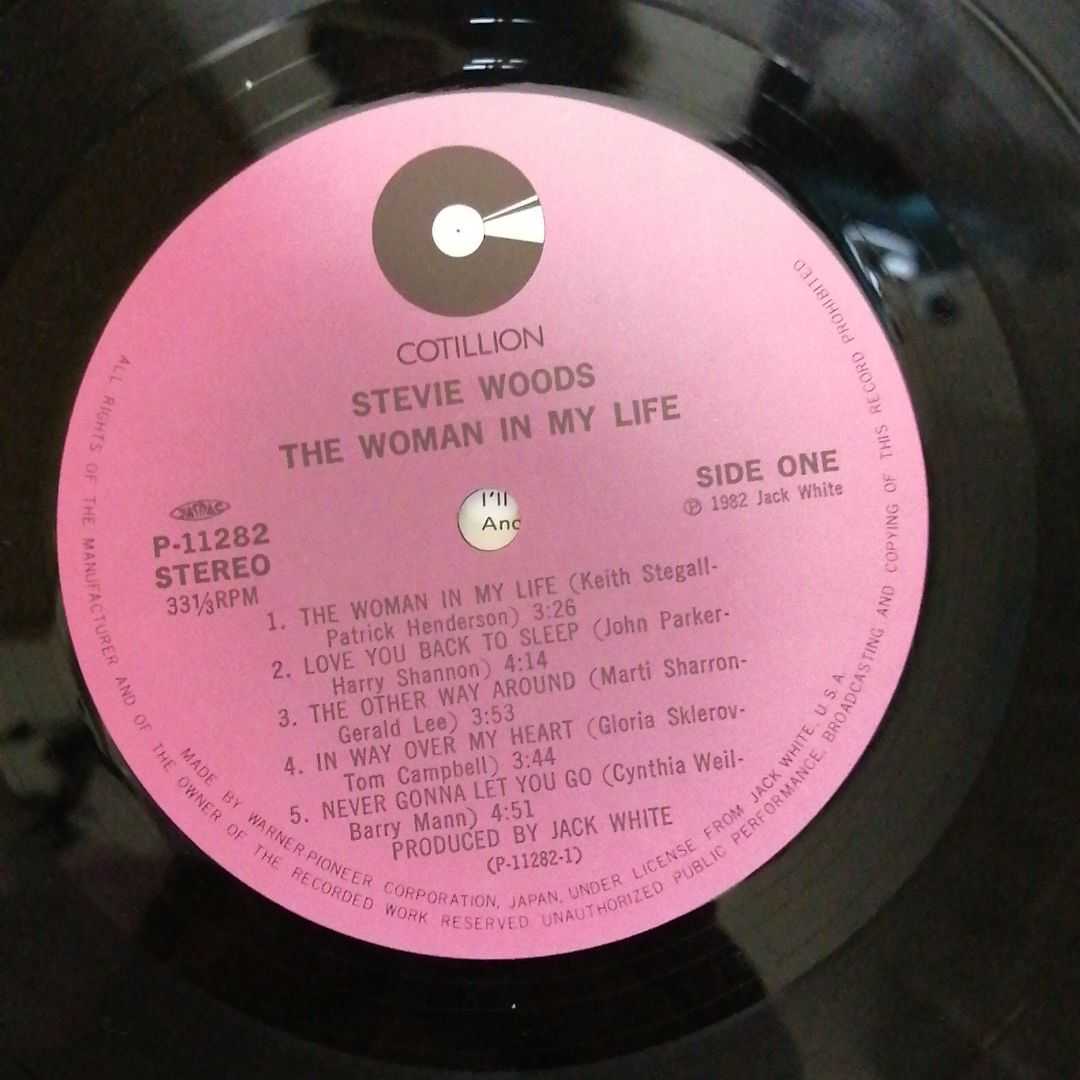 COTILLION
STEVIE WOODS
THE WOMAN IN MY LIFE
SIDE ONE
Ⓟ 1982 Jack White
I'll
And
P-11282
STEREO
33 1/3 RPM
1. THE WOMAN IN MY LIFE (Keith Stegall-
Patrick Henderson) 3:26
2. LOVE YOU BACK TO SLEEP (John Parker-
Harry Shannon) 4:14
3. THE OTHER WAY AROUND (Marti Sharron-
Gerald Lee) 3:53
4. IN WAY OVER MY HEART (Gloria Sklerov-
Tom Campbell) 3:44
5. NEVER GONNA LET YOU GO (Cynthia Weil-
Barry Mann) 4:51
PRODUCED BY JACK WHITE
(P-11282-1)
MADE BY WARNER-PIONEER CORPORATION, JAPAN, UNDER LICENSE FROM JACK WHITE, U.S.A.
ALL RIGHTS OF THE MANUFACTURER AND OF THE OWNER OF THE RECORDED WORK RESERVED UNAUTHORIZED PUBLIC PERFORMANCE, BROADCASTING AND COPYING OF THIS RECORD PROHIBITED